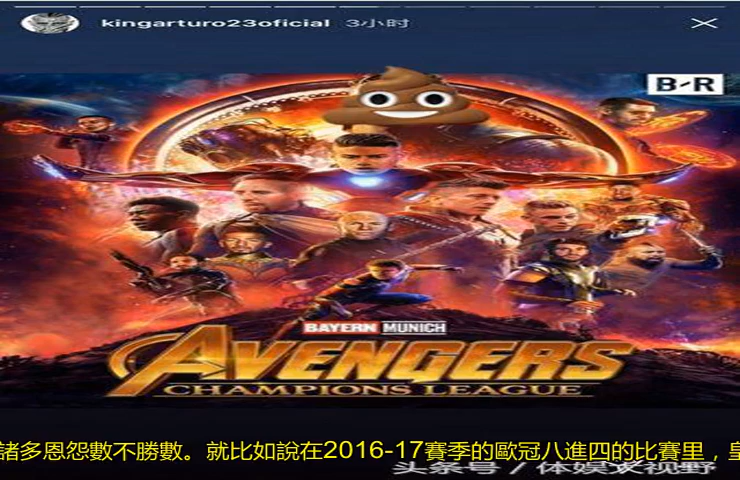 kingarturo23oficial 3小时
B-R
BAYERN MUNICH
AVENGERS
CHAMPIONS LEAGUE
諸多恩怨數不勝數。就比如說在2016-17賽季的歐冠八進四的比賽里，皇
头条号 / 体娱大视野